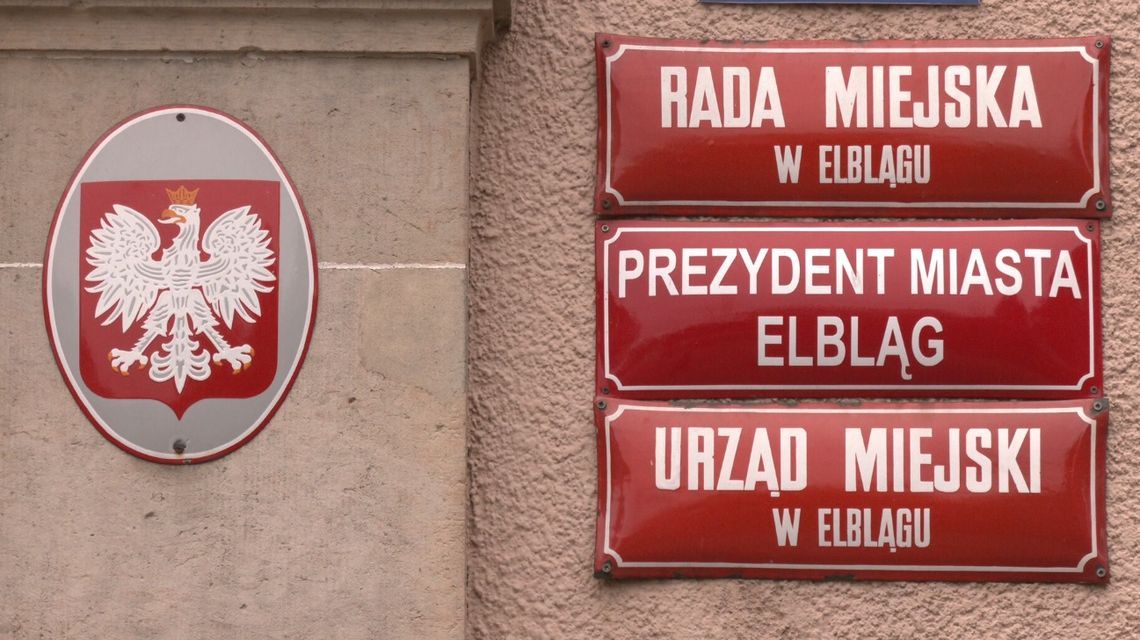 RADA MIEJSKA
W ELBLĄGU
PREZYDENT MIASTA
ELBLĄG
URZĄD MIEJSKI
W ELBLĄGU